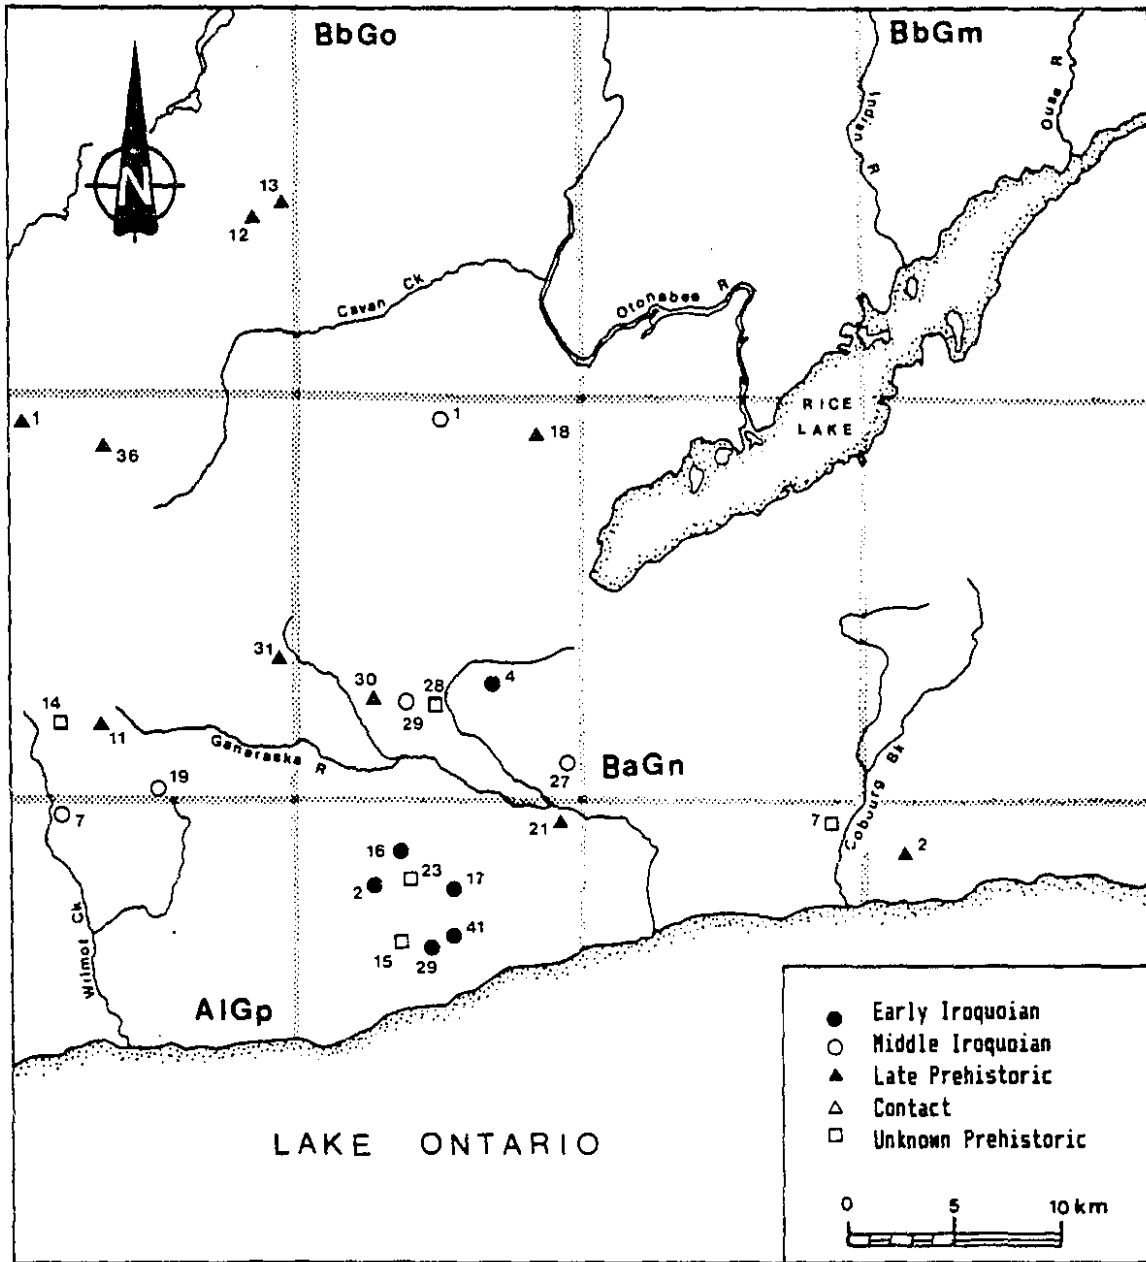 BbGo
BbGm
N
Indian R
Ouse R
13
12
Cavan Ck
Otonabee R
RICE
LAKE
1
36
1
18
31
30
29
28
4
14
11
Ganaraska R
19
27
BaGn
7
21
7
Cobourg Bk
2
16
23
2
17
41
15
29
Wilmot Ck
AlGp
LAKE ONTARIO
Early Iroquoian
Middle Iroquoian
Late Prehistoric
Contact
Unknown Prehistoric
0 5 10 km